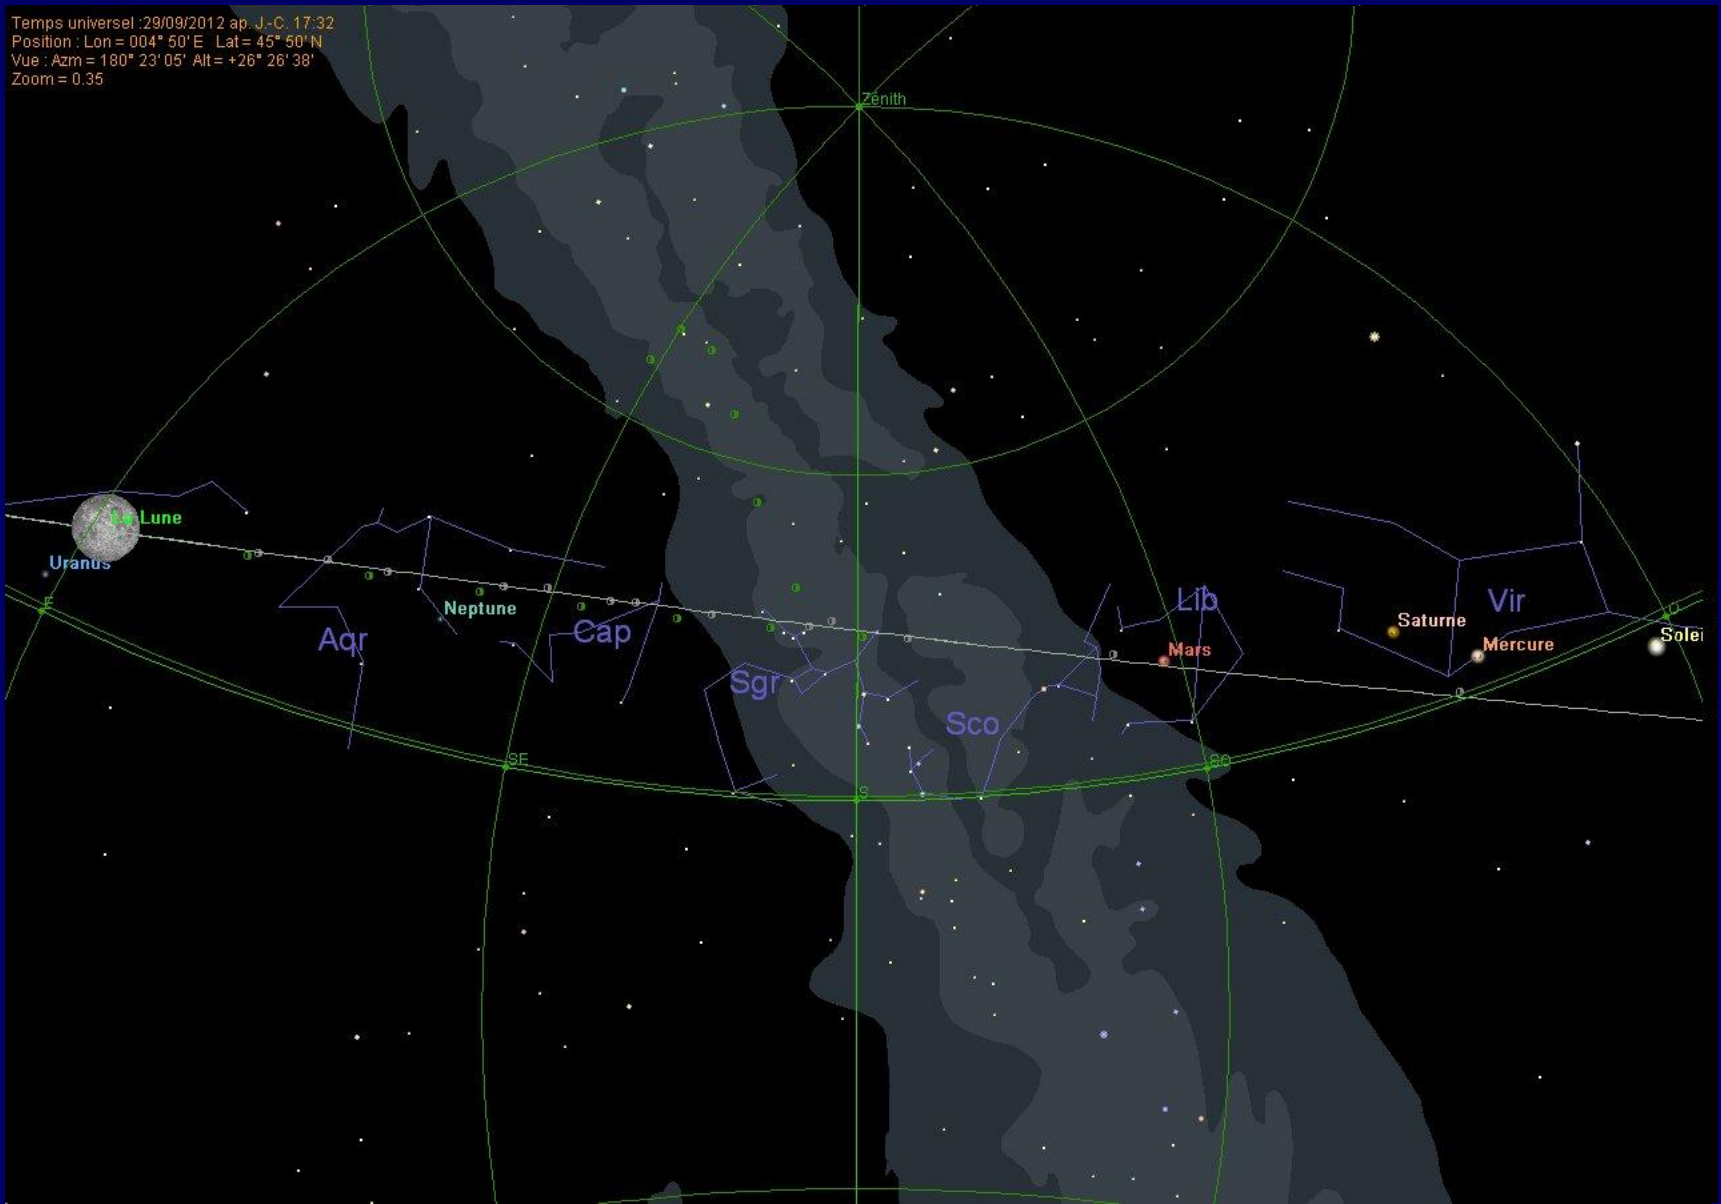 Temps universel :29/09/2012 ap. J.-C. 17:32
Position : Lon = 004° 50' E Lat = 45° 50' N
Vue : Azm = 180° 23' 05' Alt = +26° 26' 38'
Zoom = 0.35
Zénith
La Lune
Uranus
E
Neptune
Aqr
Cap
Sgr
Sco
Lib
Mars
Vir
Saturne
Mercure
O
Solei
SE
S
SO